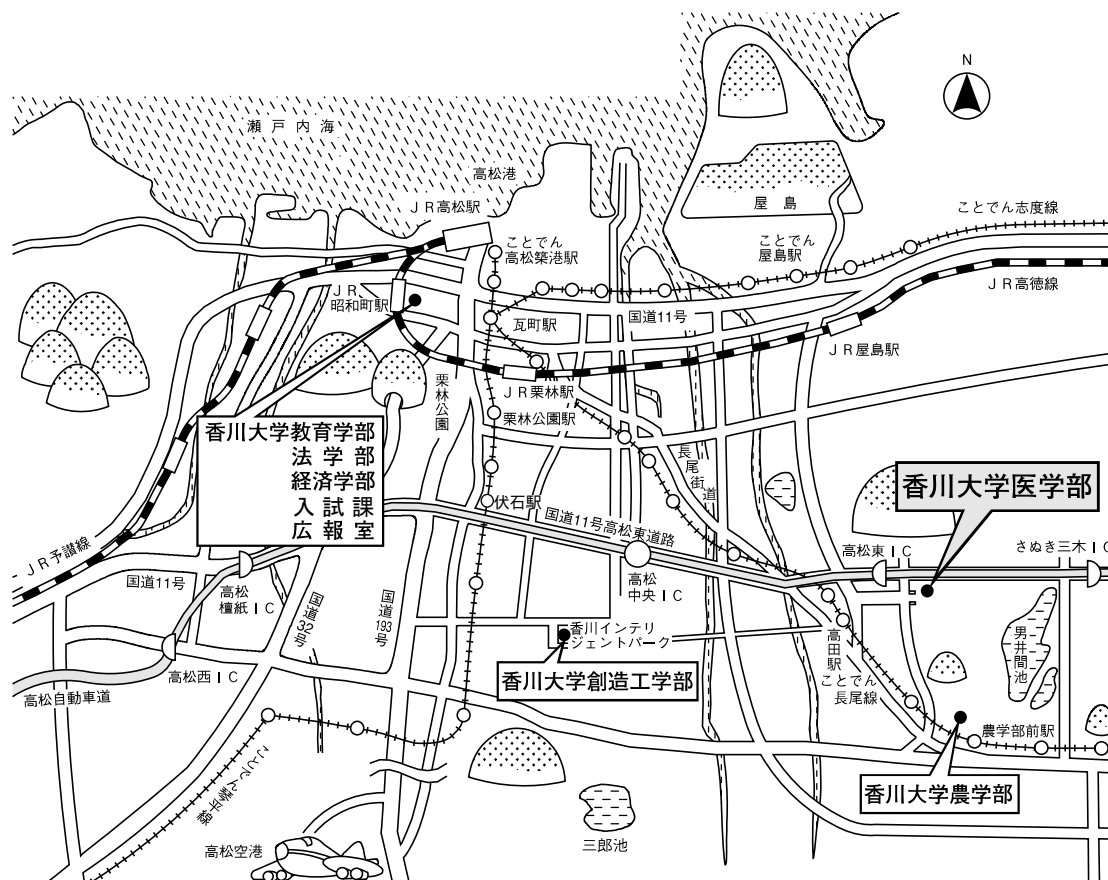 N
瀬戸内海
高松港
JR高松駅
屋島
ことでん志度線
ことでん
高松築港駅
ことでん
屋島駅
JR高徳線
JR
昭和町駅
瓦町駅
国道11号
JR屋島駅
栗林公園
JR栗林駅
栗林公園駅
香川大学教育学部
法学部
経済学部
入試課
広報室
長尾街道
香川大学医学部
伏石駅
国道11号高松東道路
高松東IC
さぬき三木IC
JR予讃線
国道11号
高松
檀紙IC
国道32号
国道193号
高松
中央IC
香川インテリ
ジェントパーク
高田駅
男井間池
高松西IC
香川大学創造工学部
ことでん
長尾線
高松自動車道
農学部前駅
ことでん琴平線
香川大学農学部
高松空港
三郎池